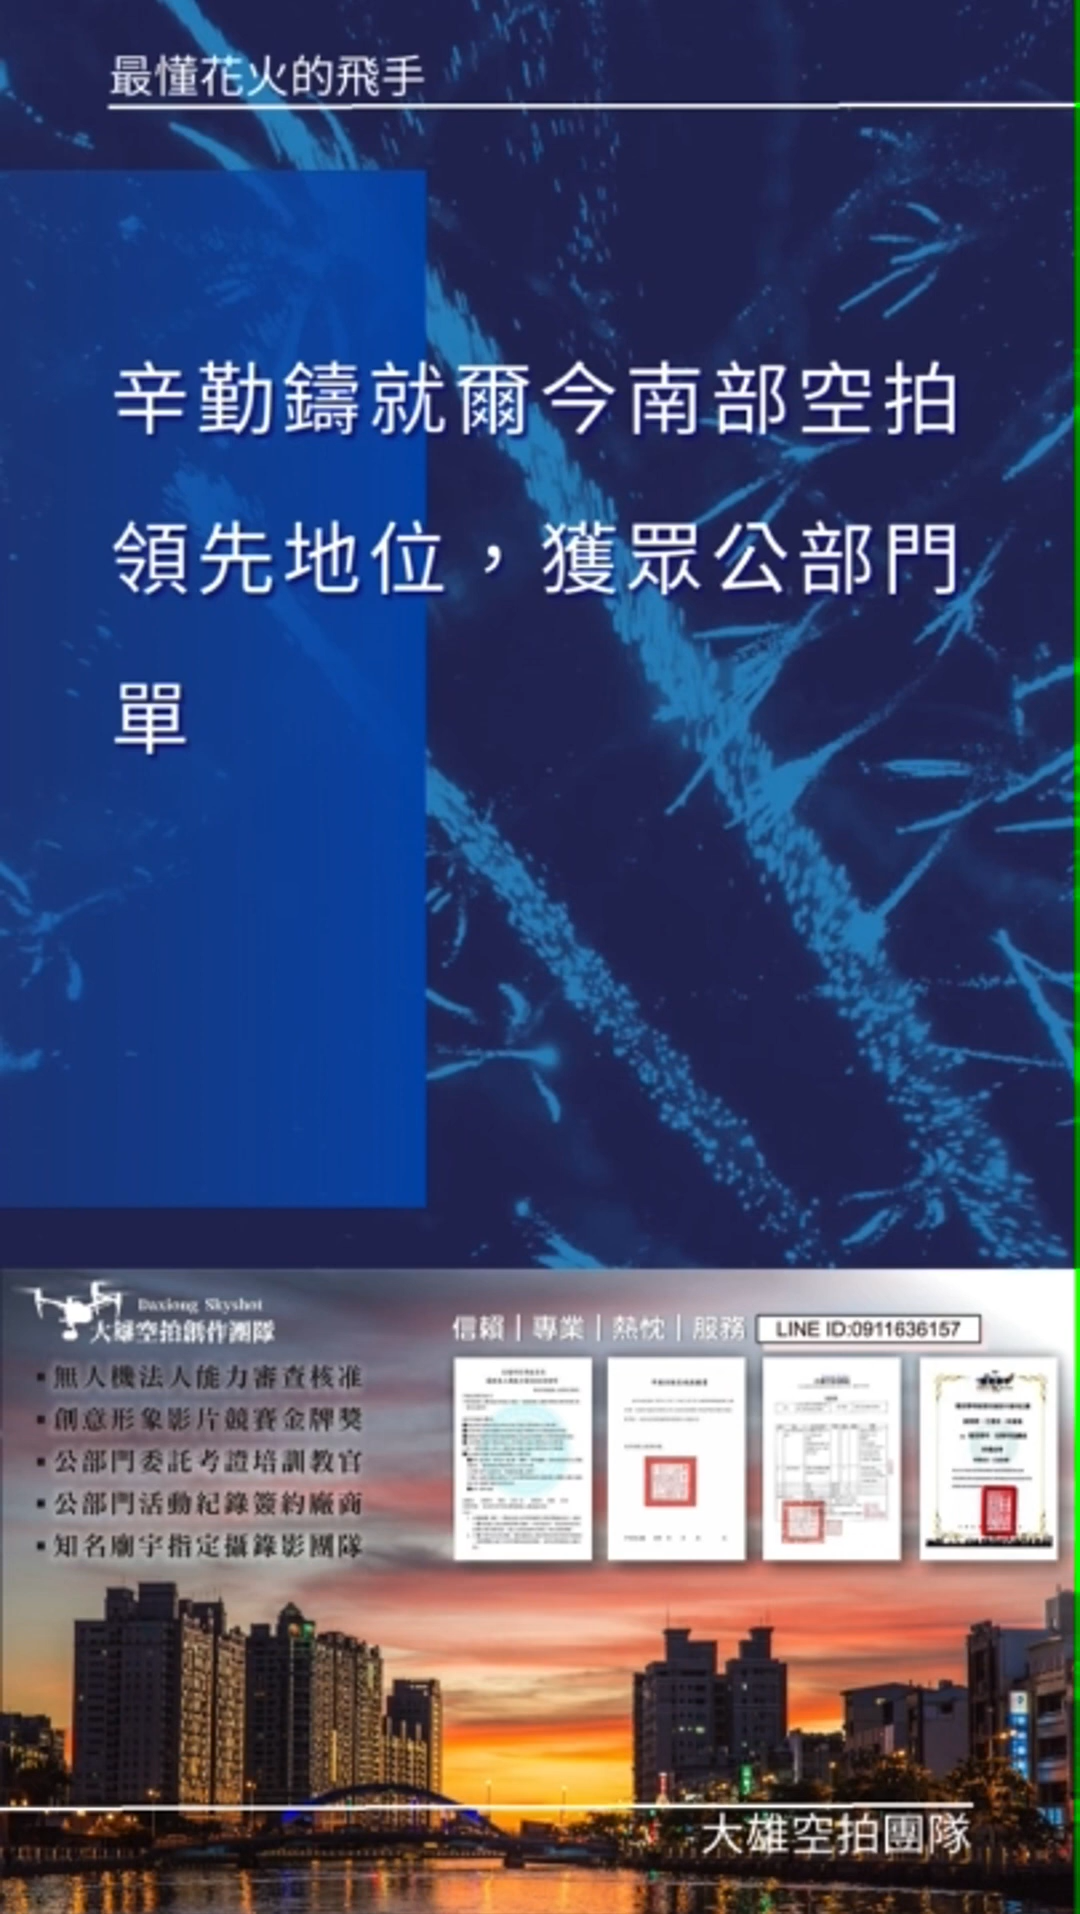 最懂花火的飛手
辛勤鑄就爾今南部空拍
領先地位，獲眾公部門
單
Daxiong Skyshot
大雄空拍創作團隊
▪無人機法人能力審查核准
▪創意形象影片競賽金牌獎
▪公部門委託考證培訓教官
▪公部門活動紀錄簽約廠商
▪知名廟宇指定攝錄影團隊
信賴｜專業｜熱忱｜服務
LINE ID:0911636157
大雄空拍團隊